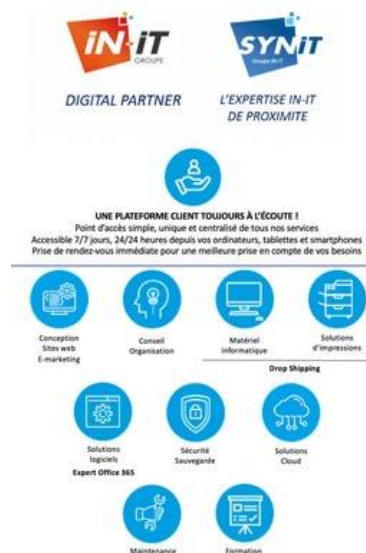 iN-iT
GROUPE
SYNiT
Groupe In-IT
DIGITAL PARTNER
L'EXPERTISE IN-IT
DE PROXIMITE
UNE PLATEFORME CLIENT TOUJOURS À L'ÉCOUTE !
Point d'accès simple, unique et centralisé de tous nos services
Accessible 7/7 jours, 24/24 heures depuis vos ordinateurs, tablettes et smartphones
Prise de rendez-vous immédiate pour une meilleure prise en compte de vos besoins
Conception
Sites web
E-marketing
Conseil
Organisation
Matériel
Informatique
Solutions
d'impressions
Drop Shipping
Solutions
logiciels
Expert Office 365
Sécurité
Sauvegarde
Solutions
Cloud
Maintenance
Formation